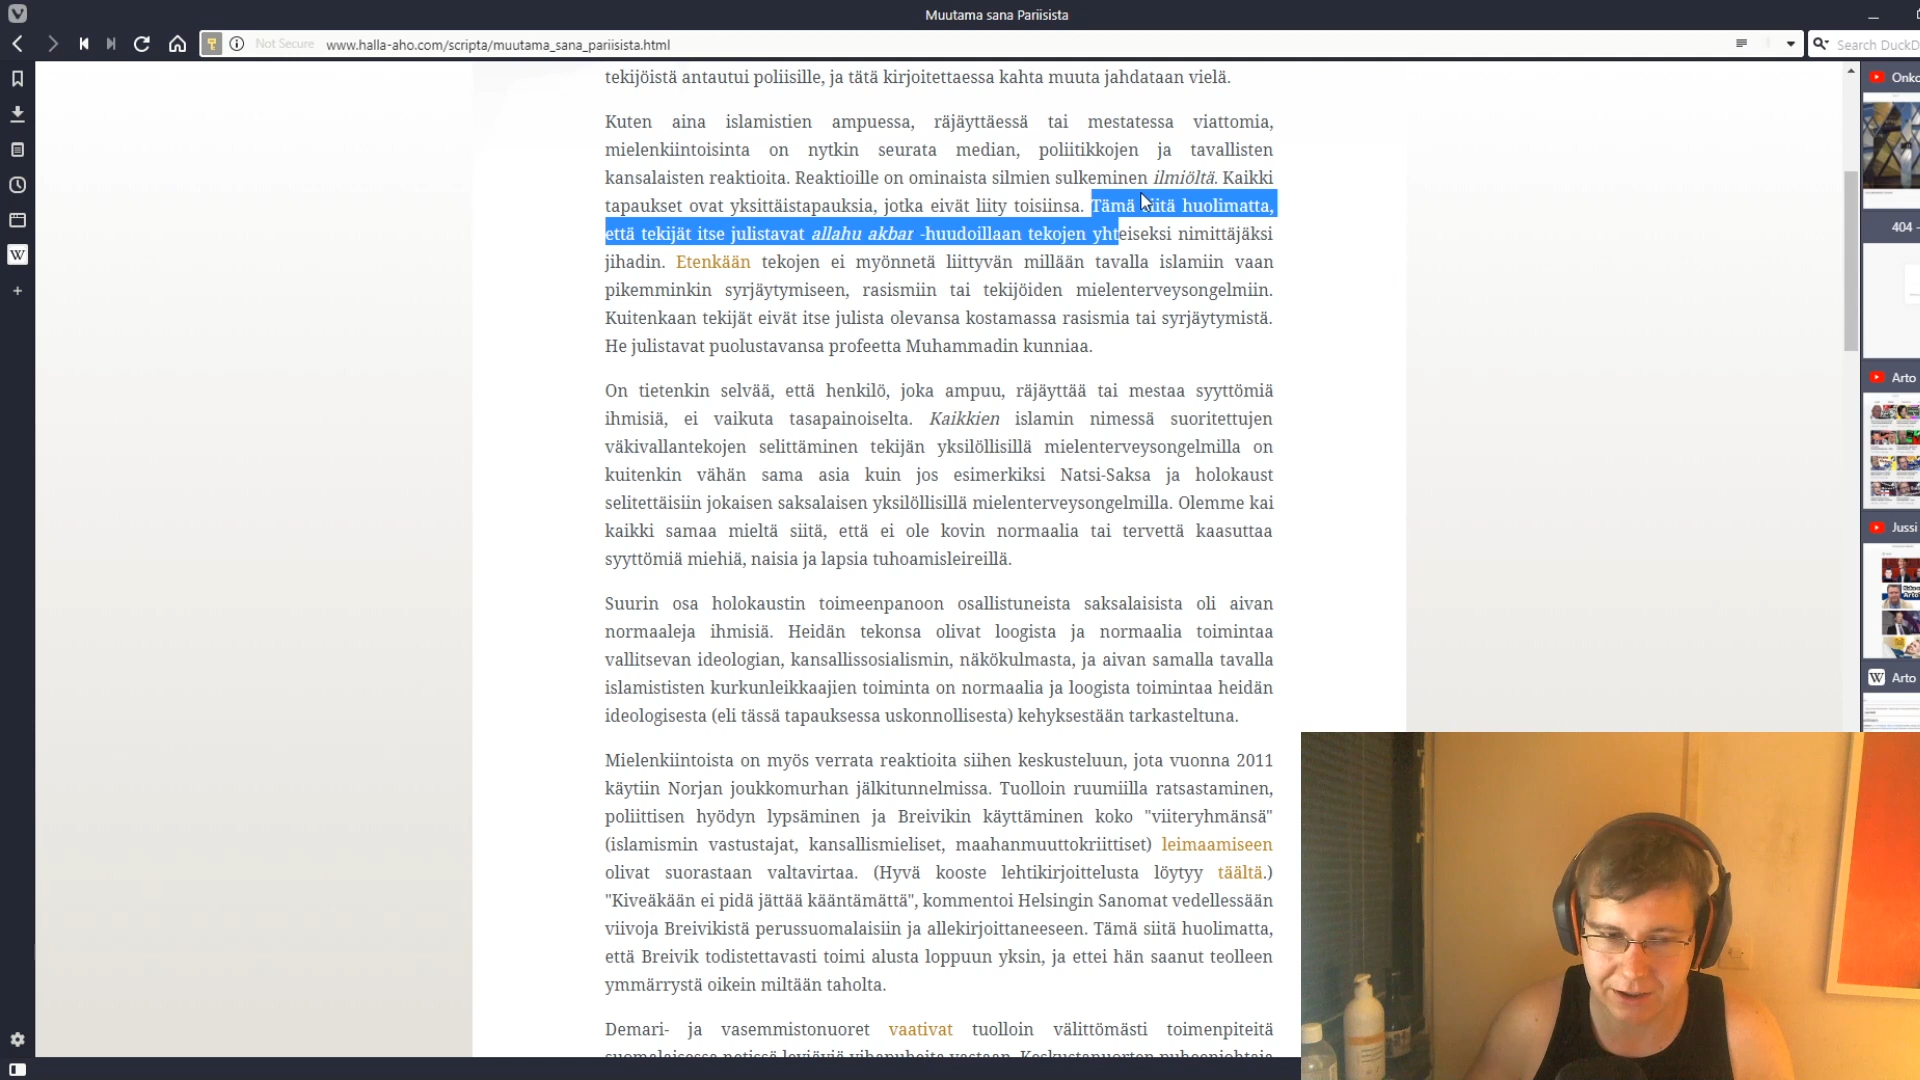 Muutama sana Pariisista
Not Secure www.halla-aho.com/scripta/muutama_sana_pariisista.html
Search DuckD
tekijöistä antautui poliisille, ja tätä kirjoitettaessa kahta muuta jahdataan vielä.
Kuten aina islamistien ampuessa, räjäyttäessä tai mestatessa viattomia,
mielenkiintoisinta on nytkin seurata median, poliitikkojen ja tavallisten
kansalaisten reaktioita. Reaktioille on ominaista silmien sulkeminen ilmiöltä. Kaikki
tapaukset ovat yksittäistapauksia, jotka eivät liity toisiinsa. Tämä siitä huolimatta,
että tekijät itse julistavat allahu akbar -huudoillaan tekojen yhteiseksi nimittäjäksi
jihadin. Etenkään tekojen ei myönnetä liittyvän millään tavalla islamiin vaan
pikemminkin syrjäytymiseen, rasismiin tai tekijöiden mielenterveysongelmiin.
Kuitenkaan tekijät eivät itse julista olevansa kostamassa rasismia tai syrjäytymistä.
He julistavat puolustavansa profeetta Muhammadin kunniaa.
On tietenkin selvää, että henkilö, joka ampuu, räjäyttää tai mestaa syyttömiä
ihmisiä, ei vaikuta tasapainoiselta. Kaikkien islamin nimessä suoritettujen
väkivallantekojen selittäminen tekijän yksilöllisillä mielenterveysongelmilla on
kuitenkin vähän sama asia kuin jos esimerkiksi Natsi-Saksa ja holokaust
selitettäisiin jokaisen saksalaisen yksilöllisillä mielenterveysongelmilla. Olemme kai
kaikki samaa mieltä siitä, että ei ole kovin normaalia tai tervettä kaasuttaa
syyttömiä miehiä, naisia ja lapsia tuhoamisleireillä.
Suurin osa holokaustin toimeenpanoon osallistuneista saksalaisista oli aivan
normaaleja ihmisiä. Heidän tekonsa olivat loogista ja normaalia toimintaa
vallitsevan ideologian, kansallissosialismin, näkökulmasta, ja aivan samalla tavalla
islamististen kurkunleikkaajien toiminta on normaalia ja loogista toimintaa heidän
ideologisesta (eli tässä tapauksessa uskonnollisesta) kehyksestään tarkasteltuna.
Mielenkiintoista on myös verrata reaktioita siihen keskusteluun, jota vuonna 2011
käytiin Norjan joukkomurhan jälkitunnelmissa. Tuolloin ruumiilla ratsastaminen,
poliittisen hyödyn lypsäminen ja Breivikin käyttäminen koko "viiteryhmänsä"
(islamismin vastustajat, kansallismieliset, maahanmuuttokriittiset) leimaamiseen
olivat suorastaan valtavirtaa. (Hyvä kooste lehtikirjoittelusta löytyy täältä.)
"Kiveäkään ei pidä jättää kääntämättä", kommentoi Helsingin Sanomat vedellessään
viivoja Breivikistä perussuomalaisiin ja allekirjoittaneeseen. Tämä siitä huolimatta,
että Breivik todistettavasti toimi alusta loppuun yksin, ja ettei hän saanut teolleen
ymmärrystä oikein miltään taholta.
Demari- ja vasemmistonuoret vaativat tuolloin välittömästi toimenpiteitä
Onko
404 -
Arto
Jussi
W Arto